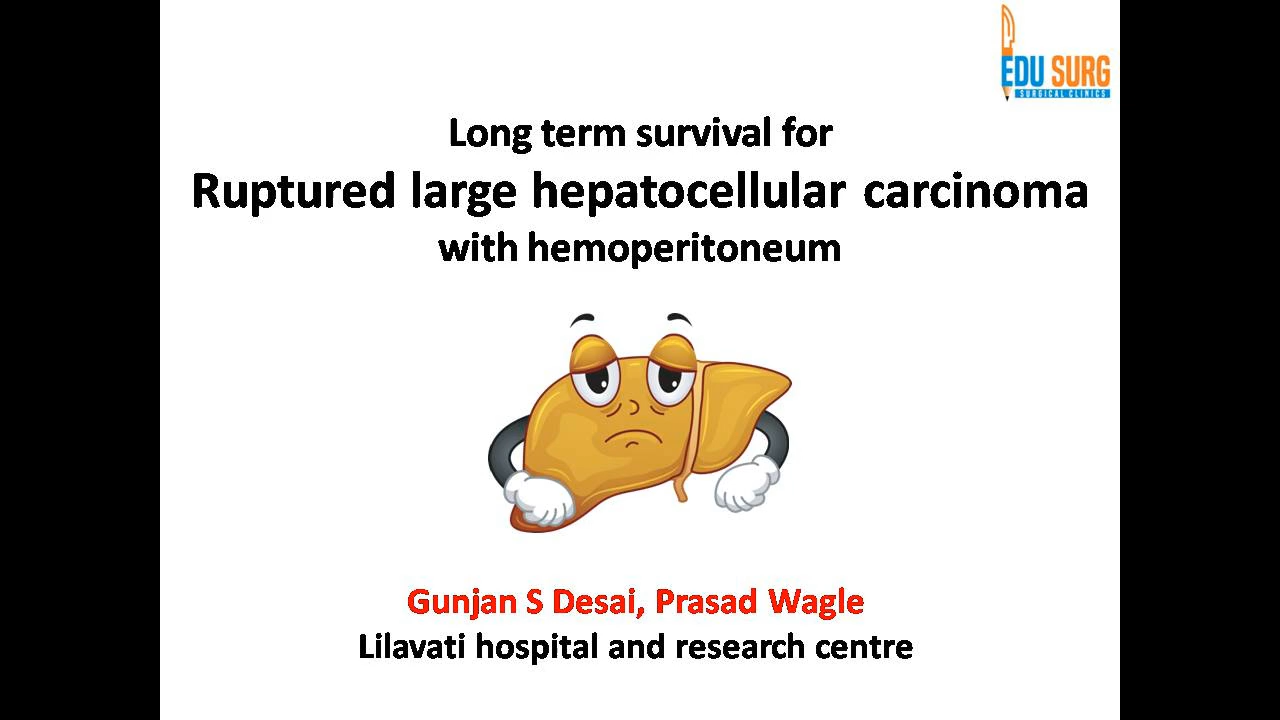 EDU SURG
SURGICAL CLINICS
Long term survival for
Ruptured large hepatocellular carcinoma
with hemoperitoneum
Gunjan S Desai, Prasad Wagle
Lilavati hospital and research centre